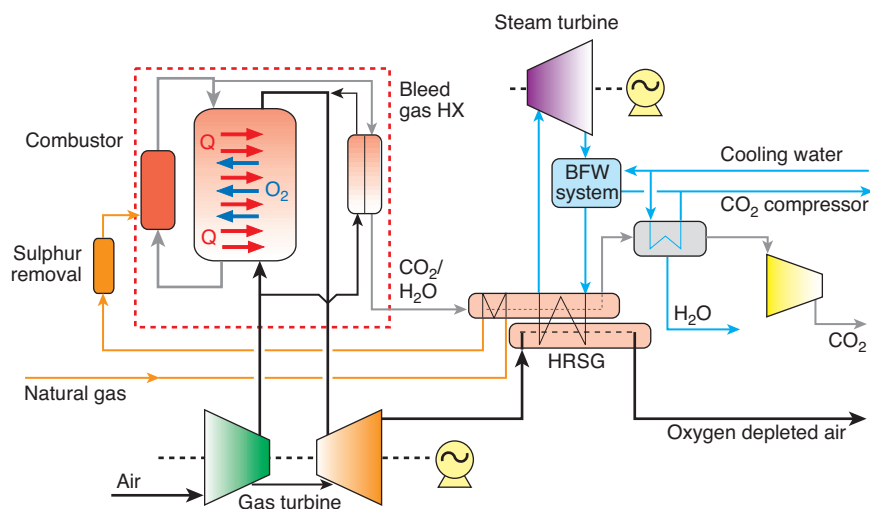 Steam turbine
Bleed
gas HX
Combustor
Q
O2
Q
BFW
system
Cooling water
CO2 compressor
Sulphur
removal
CO2/
H2O
H2O
CO2
HRSG
Natural gas
Oxygen depleted air
Air
Gas turbine